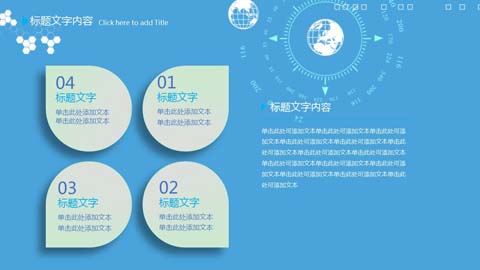 标题文字内容 Click here to add Title
04
标题文字
单击此处添加文本
单击此处添加文本
01
标题文字
单击此处添加文本
单击此处添加文本
03
标题文字
单击此处添加文本
单击此处添加文本
02
标题文字
单击此处添加文本
单击此处添加文本
标题文字内容
单击此处可添加文本单击此处可添加文本单击此处可添
加文本单击此处可添加文本单击此处可添加文本单击此
处可添加文本单击此处可添加文本单击此处可添加文本
单击此处可添加文本单击此处可添加文本单击此处可添
加文本单击此处可添加文本单击此处可添加文本单击此
处可添加文本